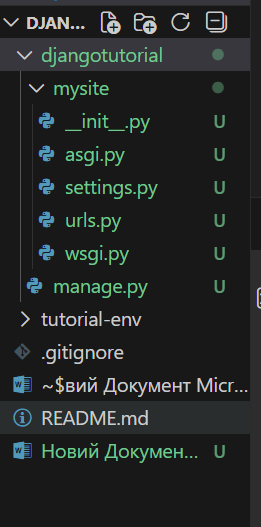 DJAN...
djangotutorial
mysite
__init__.py U
asgi.py U
settings.py U
urls.py U
wsgi.py U
manage.py U
tutorial-env
.gitignore
~$вий Документ Micr...
README.md
Новий Докумен... U